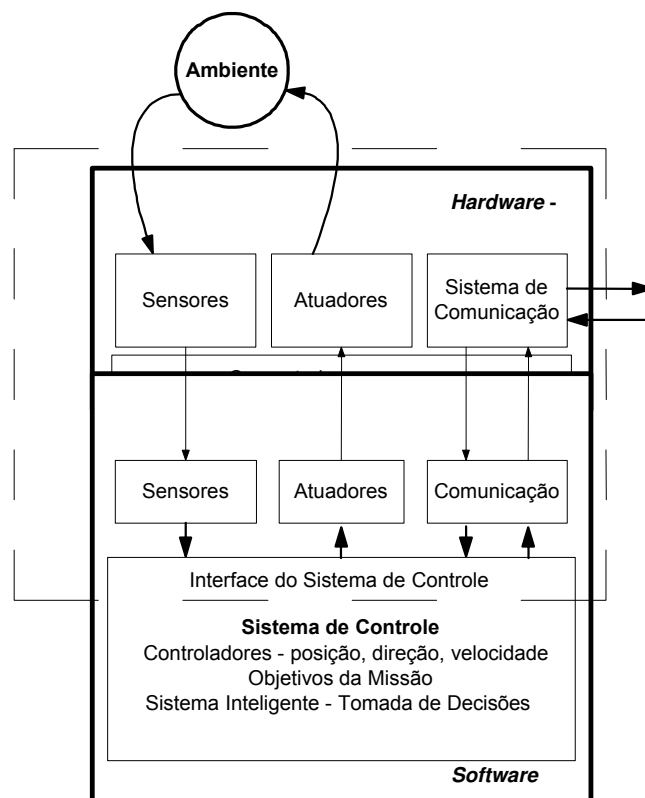 Ambiente
Hardware -
Sensores
Atuadores
Sistema de
Comunicação
Sensores
Atuadores
Comunicação
Interface do Sistema de Controle
Sistema de Controle
Controladores - posição, direção, velocidade
Objetivos da Missão
Sistema Inteligente - Tomada de Decisões
Software